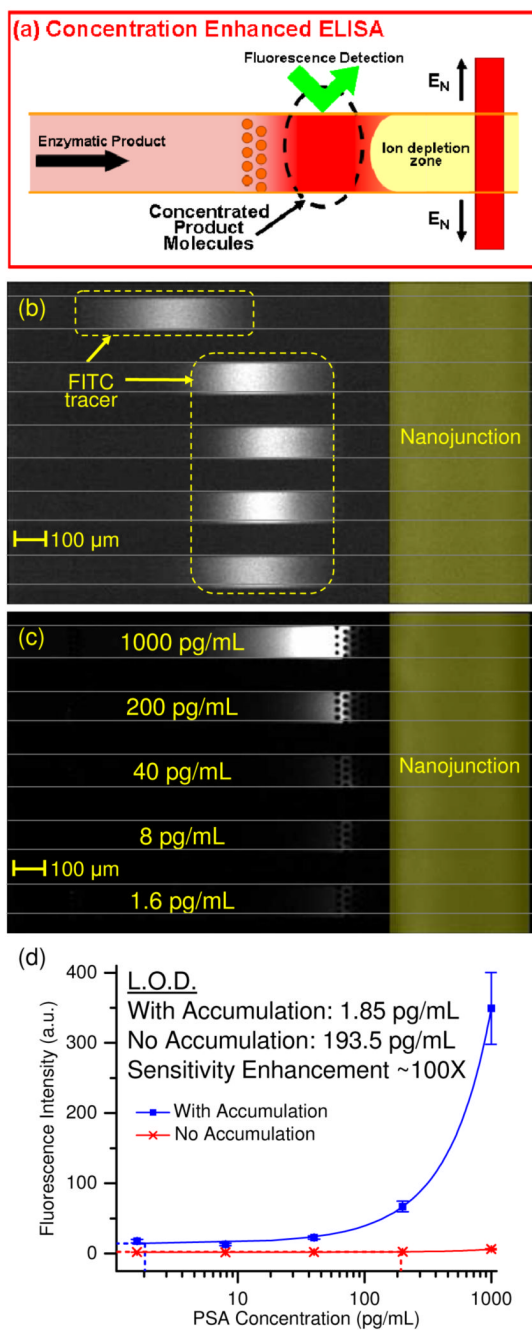 (a) Concentration Enhanced ELISA
Fluorescence Detection
E_N
Enzymatic Product
Ion depletion
zone
Concentrated
Product
Molecules
E_N
(b)
FITC
tracer
Nanojunction
100 µm
(c)
1000 pg/mL
200 pg/mL
40 pg/mL
Nanojunction
8 pg/mL
100 µm
1.6 pg/mL
(d)
L.O.D.
With Accumulation: 1.85 pg/mL
No Accumulation: 193.5 pg/mL
Sensitivity Enhancement ~100X
With Accumulation
No Accumulation
Fluorescence Intensity (a.u.)
400
300
200
100
50
0
10
100
1000
PSA Concentration (pg/mL)